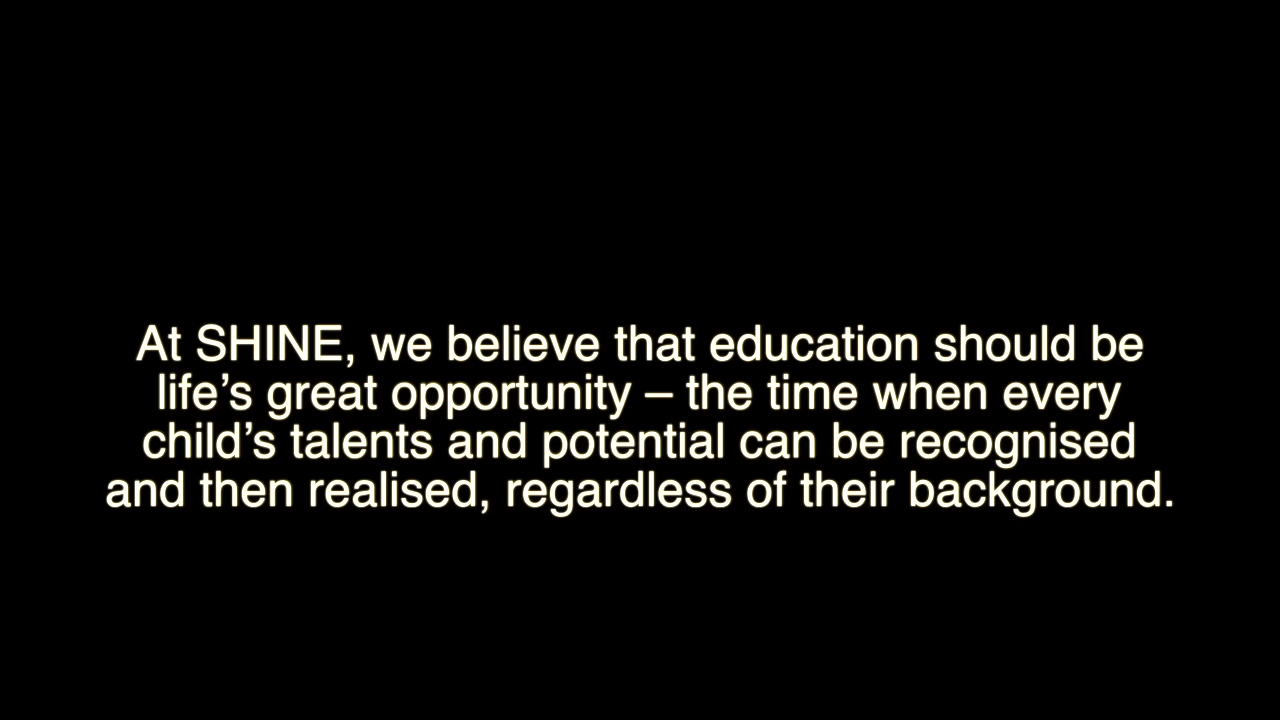 At SHINE, we believe that education should be
life’s great opportunity – the time when every
child’s talents and potential can be recognised
and then realised, regardless of their background.